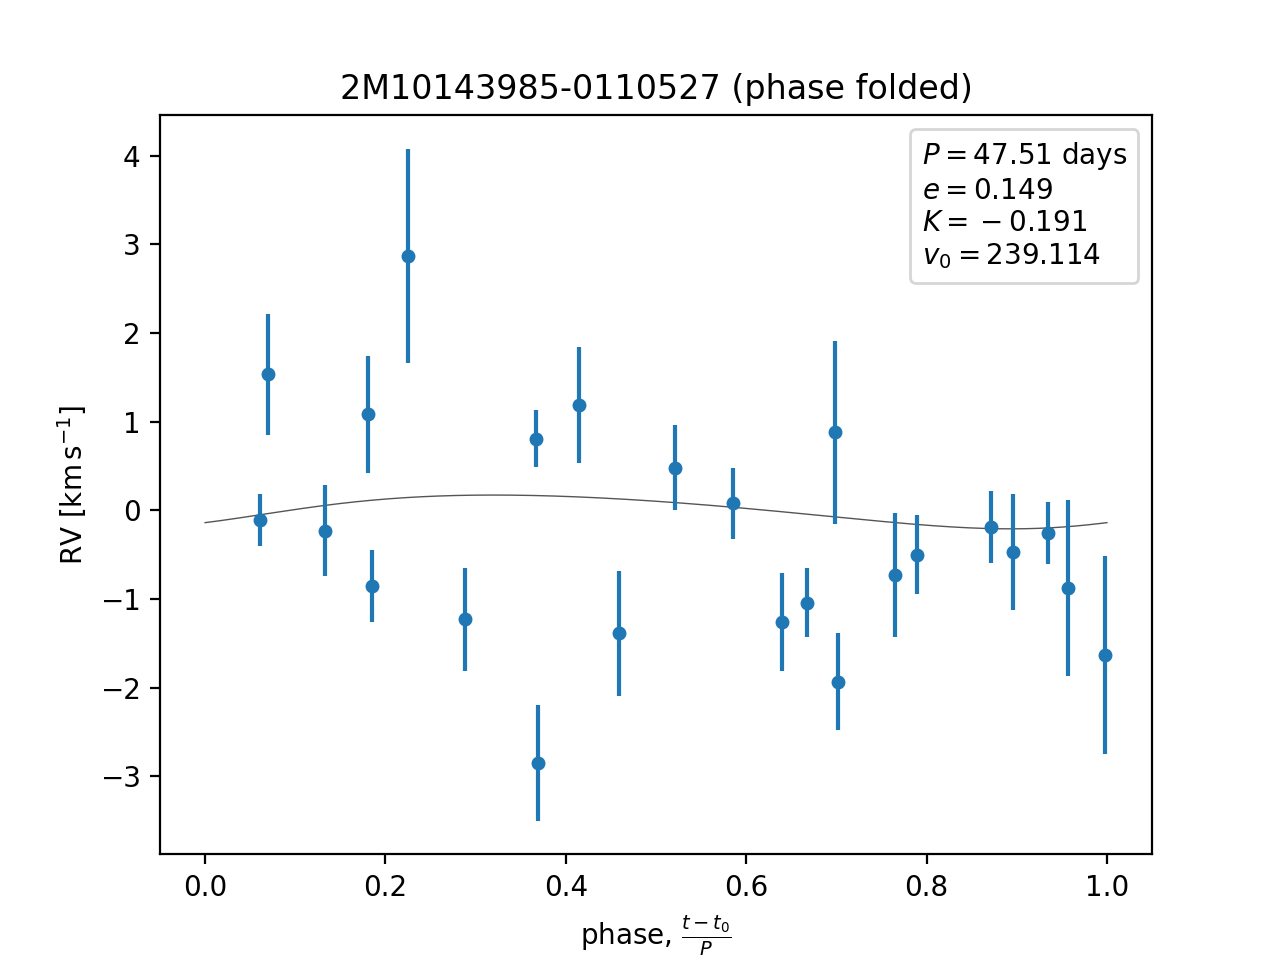 2M10143985-0110527 (phase folded)
P = 47.51 days
e = 0.149
K = −0.191
v₀ = 239.114
RV [km s⁻¹]
4
3
2
1
0
−1
−2
−3
0.0 0.2 0.4 0.6 0.8 1.0
phase, (t − t₀)/P